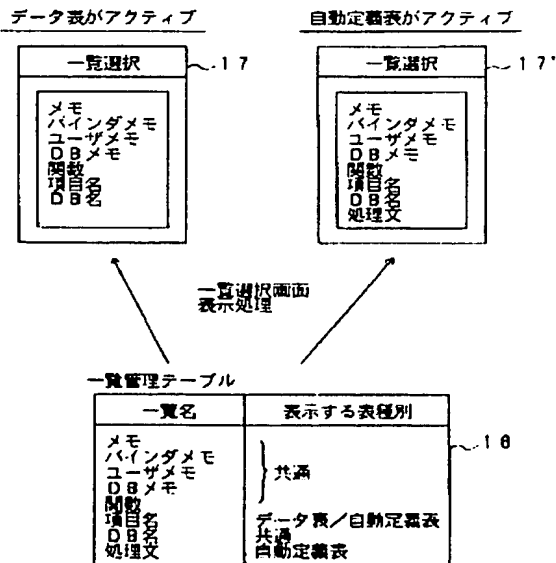 データ表がアクティブ
自動定義表がアクティブ
一覧選択
17
メモ
バインダメモ
ユーザメモ
DBメモ
関数
項目名
DB名
一覧選択
17'
メモ
バインダメモ
ユーザメモ
DBメモ
関数
項目名
DB名
処理文
一覧選択画面
表示処理
一覧管理テーブル
一覧名
表示する表種別
メモ
バインダメモ
ユーザメモ
DBメモ
関数
項目名
DB名
処理文
共通
データ表/自動定義表
共通
自動定義表
18